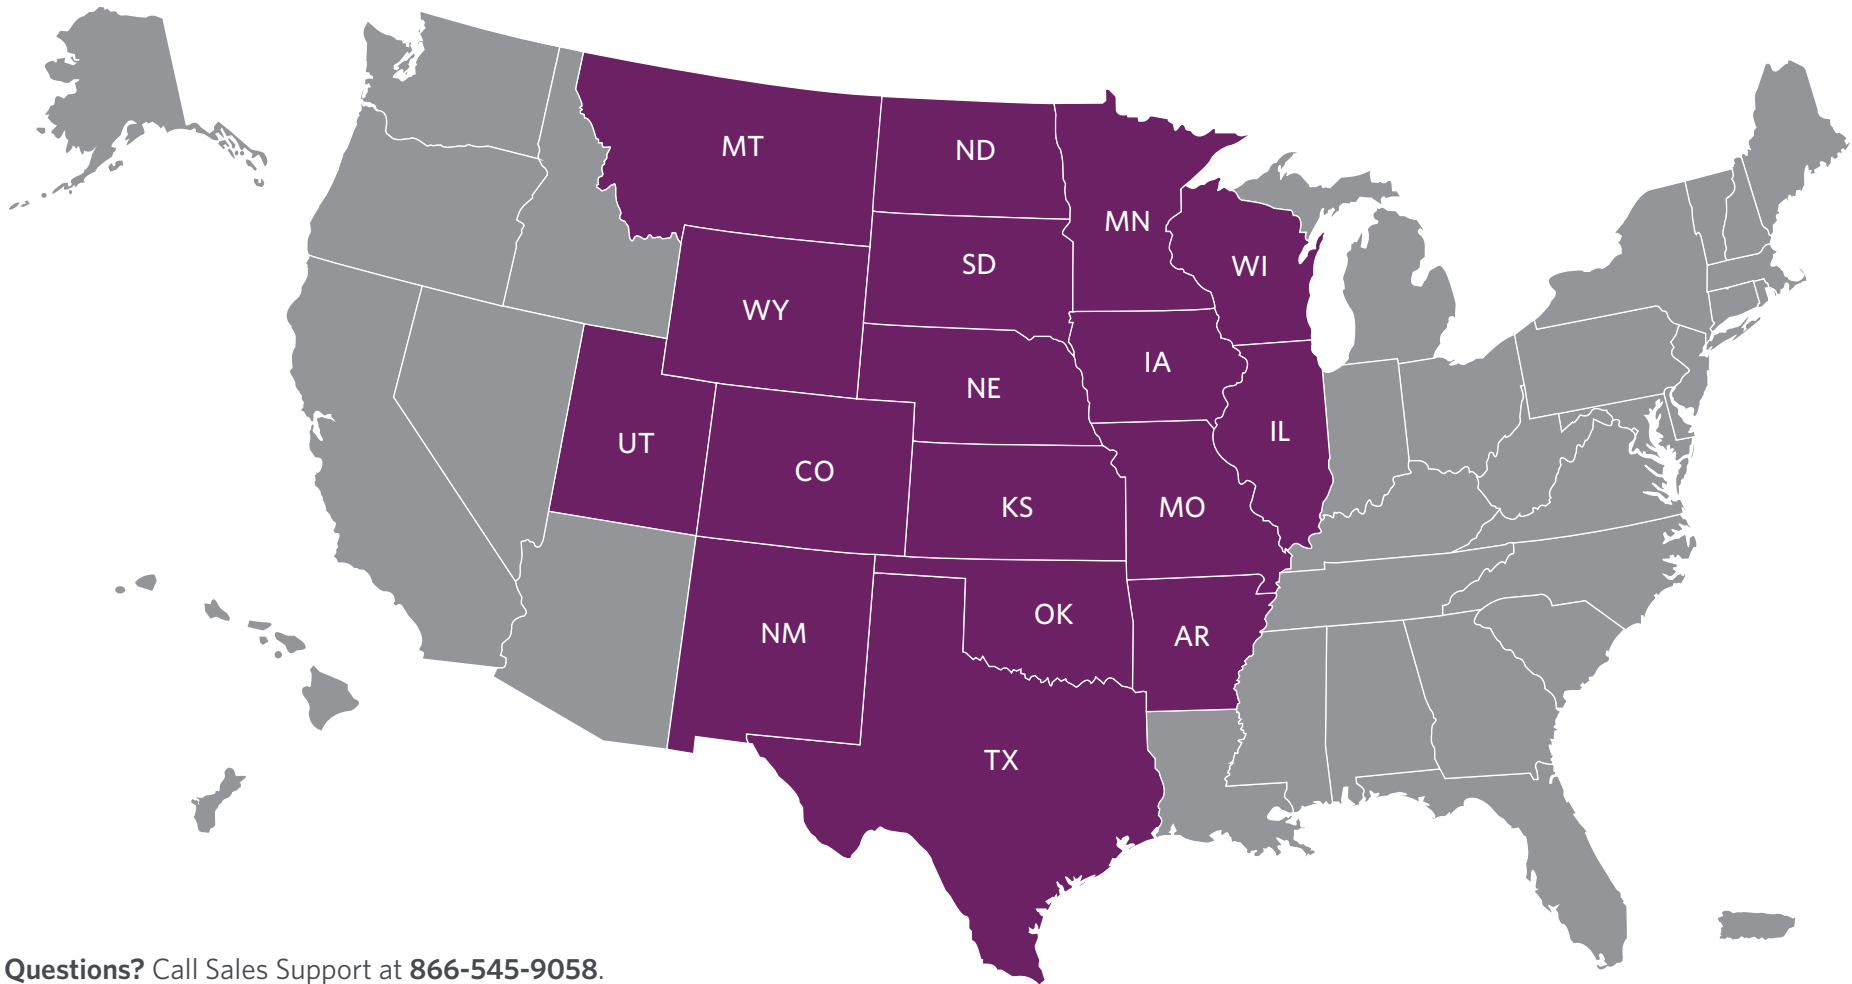 MT
ND
MN
SD
WI
WY
IA
NE
IL
UT
CO
KS
MO
OK
NM
AR
TX
Questions? Call Sales Support at 866-545-9058.